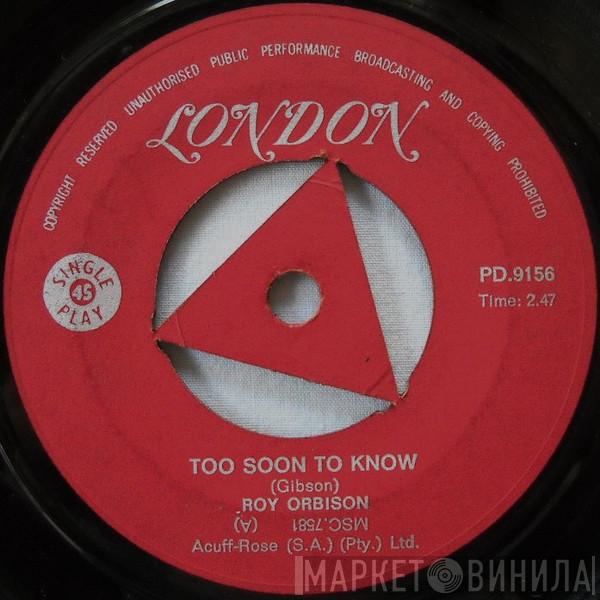 COPYRIGHT RESERVED UNAUTHORISED PUBLIC PERFORMANCE BROADCASTING AND COPYING PROHIBITED
LONDON
SINGLE
45
PLAY
PD.9156
Time: 2.47
TOO SOON TO KNOW
(Gibson)
ROY ORBISON
MSC.7581 (A)
Acuff-Rose (S.A.) (Pty.) Ltd.
МАРКЕТ ВИНИЛА